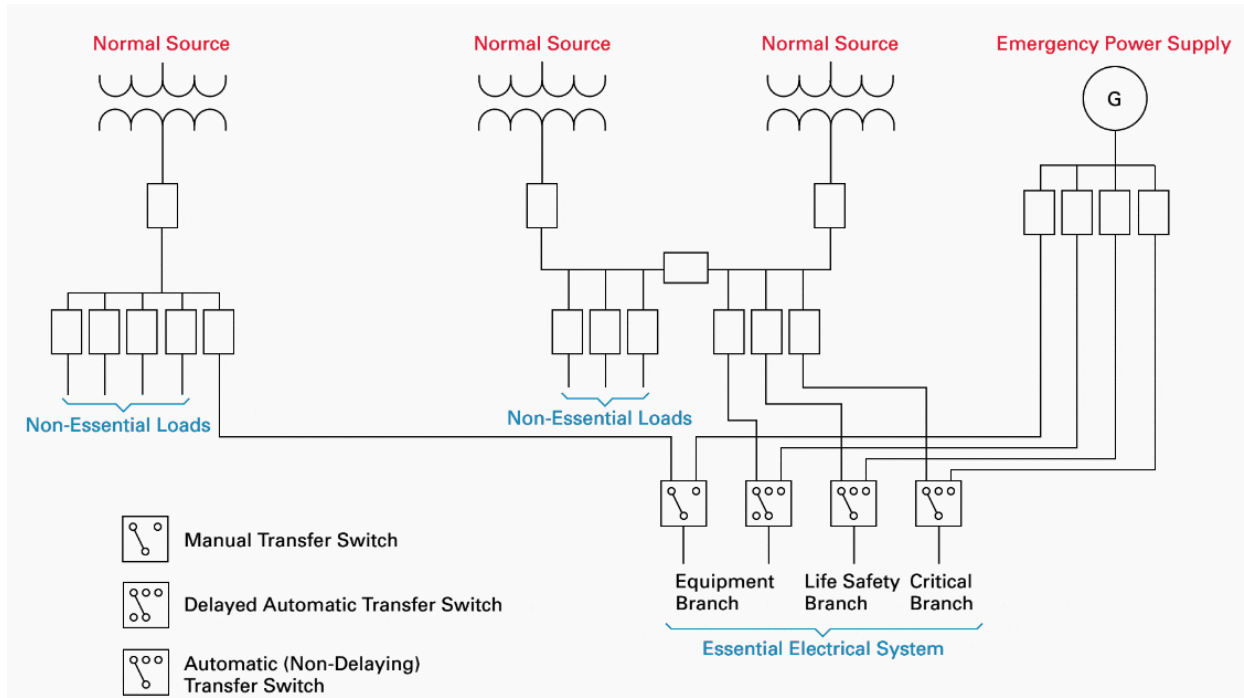 Normal Source
Normal Source
Normal Source
Emergency Power Supply
G
Non-Essential Loads
Non-Essential Loads
Manual Transfer Switch
Delayed Automatic Transfer Switch
Automatic (Non-Delaying)
Transfer Switch
Equipment
Branch
Life Safety
Branch
Critical
Branch
Essential Electrical System